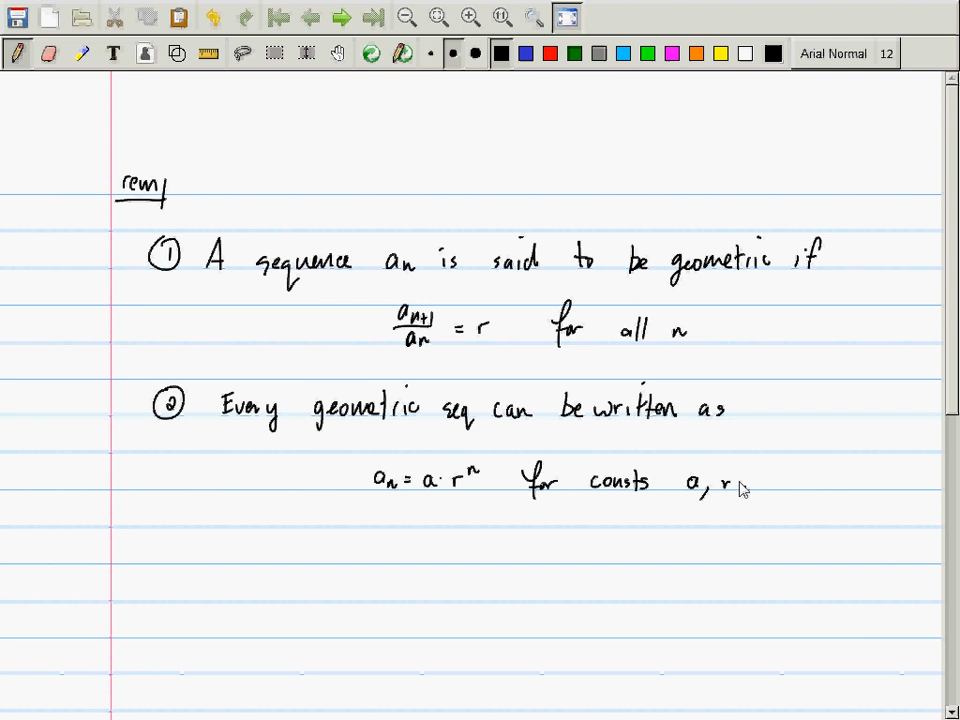 Arial Normal 12
rem
① A sequence aₙ is said to be geometric if
aₙ₊₁/aₙ = r for all n
② Every geometric seq can be written as
aₙ = a · rⁿ for consts a, r